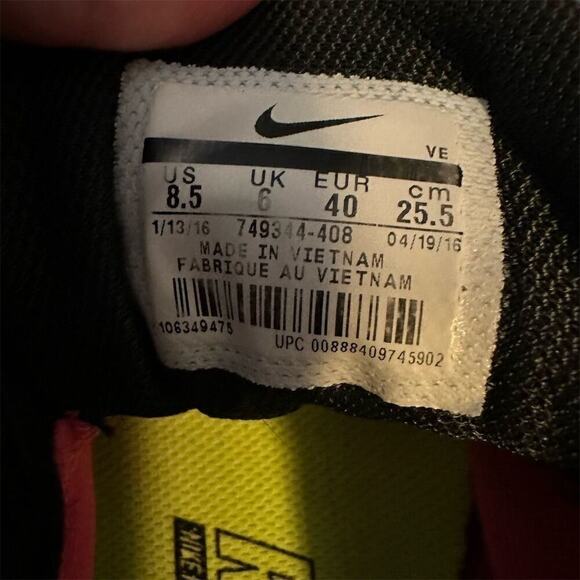 VE
US UK EUR cm
8.5 6 40 25.5
1/13/16 749344-408 04/19/16
MADE IN VIETNAM
FABRIQUE AU VIETNAM
106349475
UPC 00888409745902